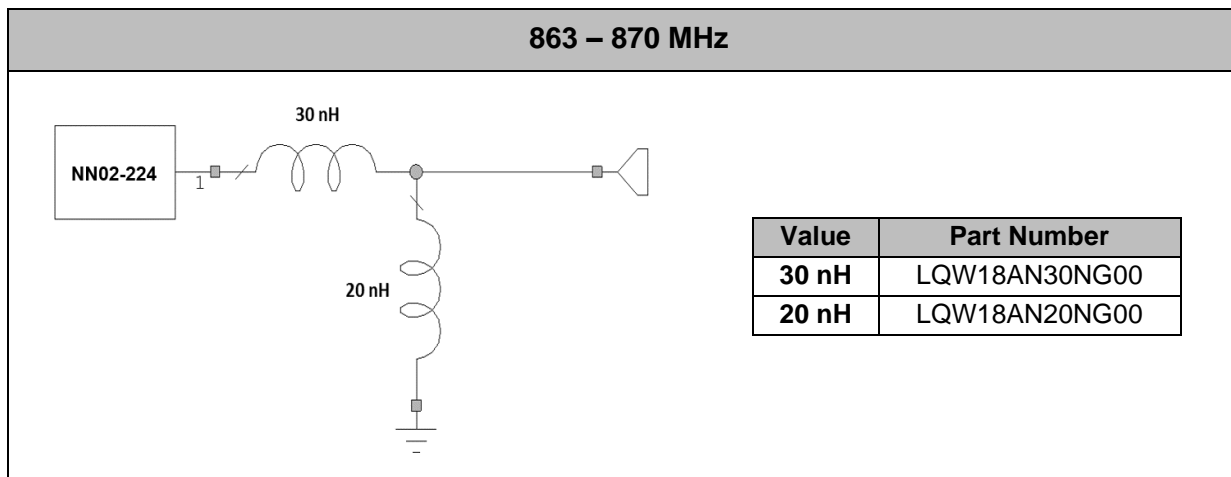 863 – 870 MHz
30 nH
NN02-224
1
20 nH
Value Part Number
30 nH LQW18AN30NG00
20 nH LQW18AN20NG00